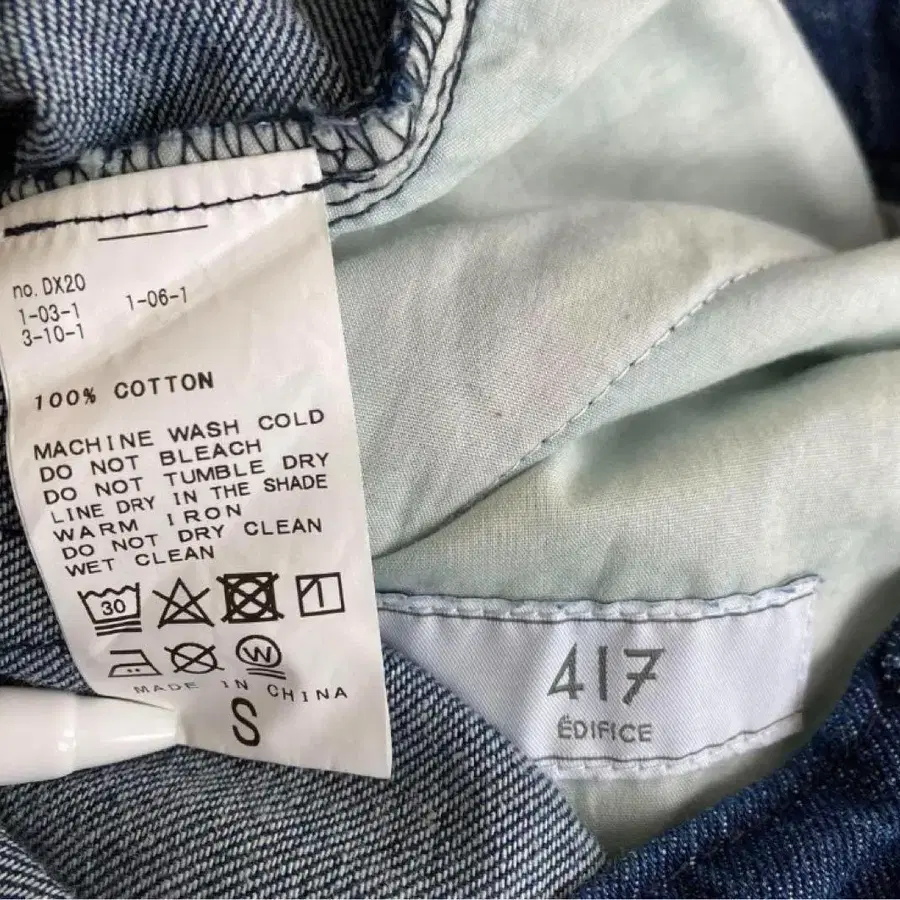 no. DX20
1-03-1 1-06-1
3-10-1
100% COTTON
MACHINE WASH COLD
DO NOT BLEACH
DO NOT TUMBLE DRY
LINE DRY IN THE SHADE
WARM IRON
DO NOT DRY CLEAN
WET CLEAN
30
W
MADE IN CHINA
S
417
ÉDIFICE